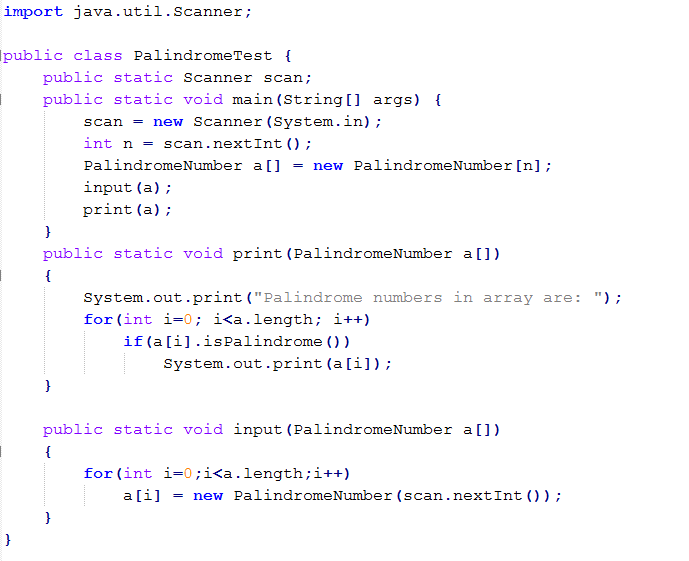 import java.util.Scanner;

public class PalindromeTest {
    public static Scanner scan;
    public static void main(String[] args) {
        scan = new Scanner(System.in);
        int n = scan.nextInt();
        PalindromeNumber a[] = new PalindromeNumber[n];
        input(a);
        print(a);
    }
    public static void print(PalindromeNumber a[])
    {
        System.out.print("Palindrome numbers in array are: ");
        for(int i=0; i<a.length; i++)
            if(a[i].isPalindrome())
                System.out.print(a[i]);
    }

    public static void input(PalindromeNumber a[])
    {
        for(int i=0;i<a.length;i++)
            a[i] = new PalindromeNumber(scan.nextInt());
    }
}